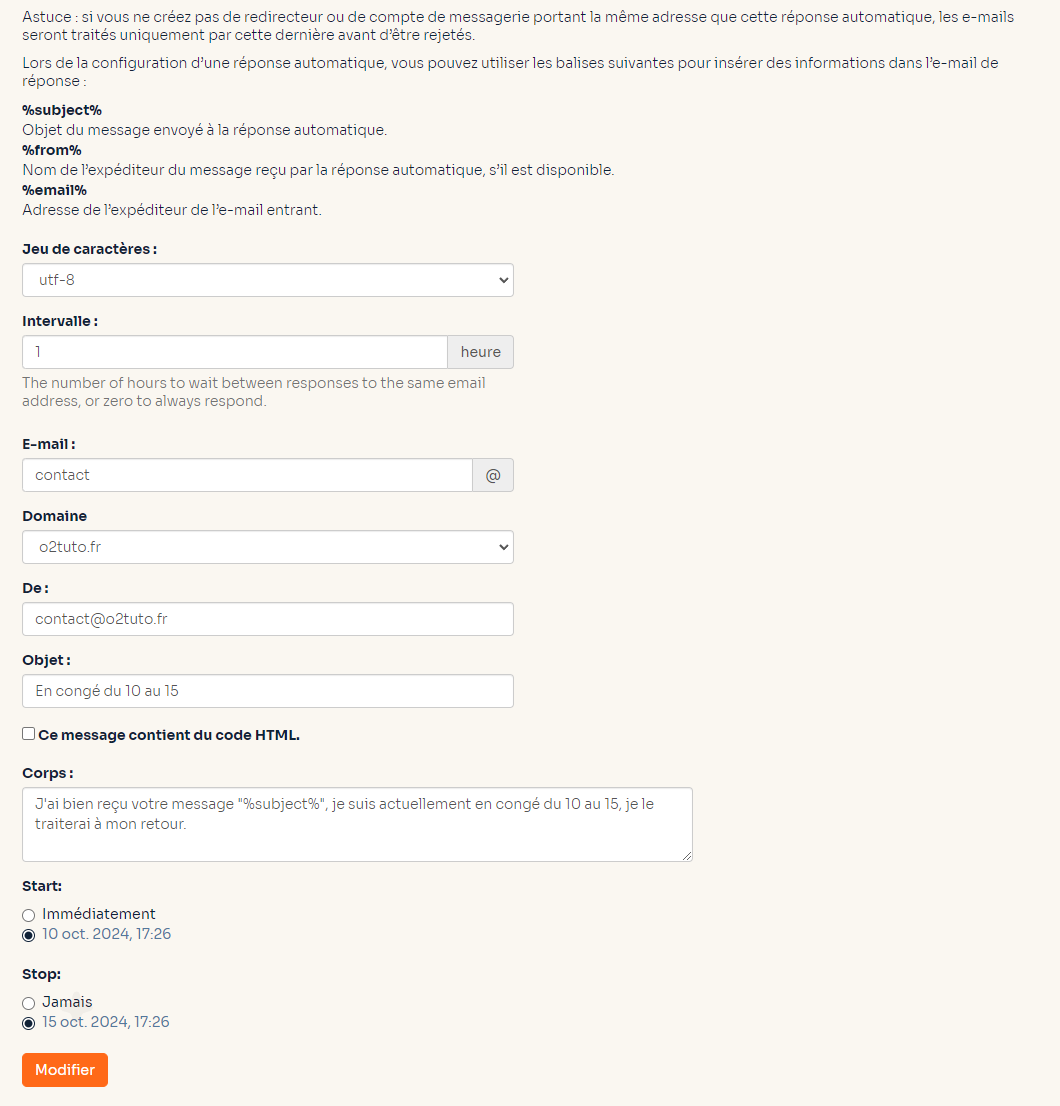 Astuce : si vous ne créez pas de redirecteur ou de compte de messagerie portant la même adresse que cette réponse automatique, les e-mails
seront traités uniquement par cette dernière avant d’être rejetés.
Lors de la configuration d’une réponse automatique, vous pouvez utiliser les balises suivantes pour insérer des informations dans l’e-mail de
réponse :
%subject%
Objet du message envoyé à la réponse automatique.
%from%
Nom de l’expéditeur du message reçu par la réponse automatique, s’il est disponible.
%email%
Adresse de l’expéditeur de l’e-mail entrant.
Jeu de caractères :
utf-8
Intervalle :
1 heure
The number of hours to wait between responses to the same email
address, or zero to always respond.
E-mail :
contact @
Domaine
o2tuto.fr
De :
contact@o2tuto.fr
Objet :
En congé du 10 au 15
Ce message contient du code HTML.
Corps :
J'ai bien reçu votre message "%subject%", je suis actuellement en congé du 10 au 15, je le
traiterai à mon retour.
Start:
Immédiatement
10 oct. 2024, 17:26
Stop:
Jamais
15 oct. 2024, 17:26
Modifier